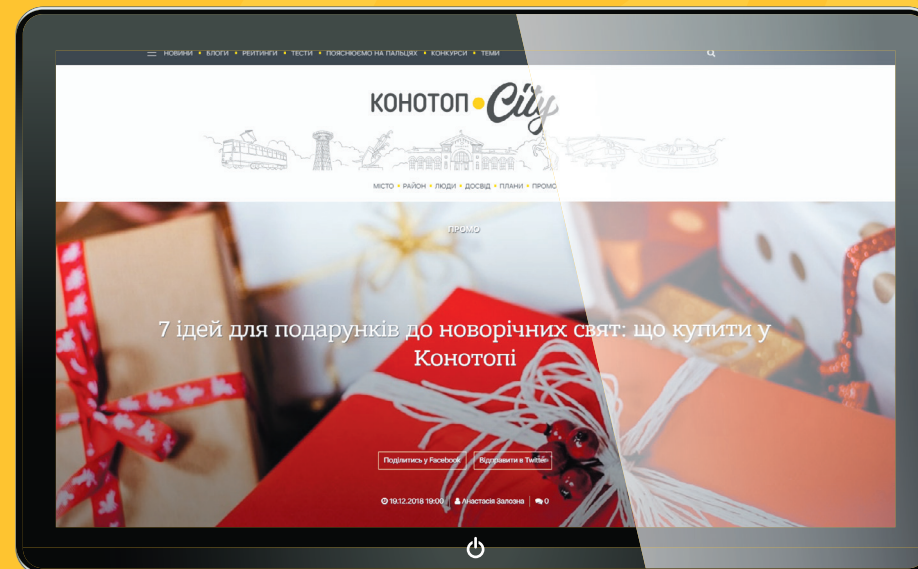 НОВИНИ • БЛОГИ • РЕЙТИНГИ • ТЕСТИ • ПОЯСНЮЄМО НА ПАЛЬЦЯХ • КОНКУРСИ • ТЕМИ
КОНОТОП•City
МІСТО • РАЙОН • ЛЮДИ • ДОСВІД • ПЛАНИ • ПРОМО
ПРОМО
7 ідей для подарунків до новорічних свят: що купити у
Конотопі
Поділитись у Facebook Відправити в Twitter
19.12.2018 19:00 Анастасія Залозна 0